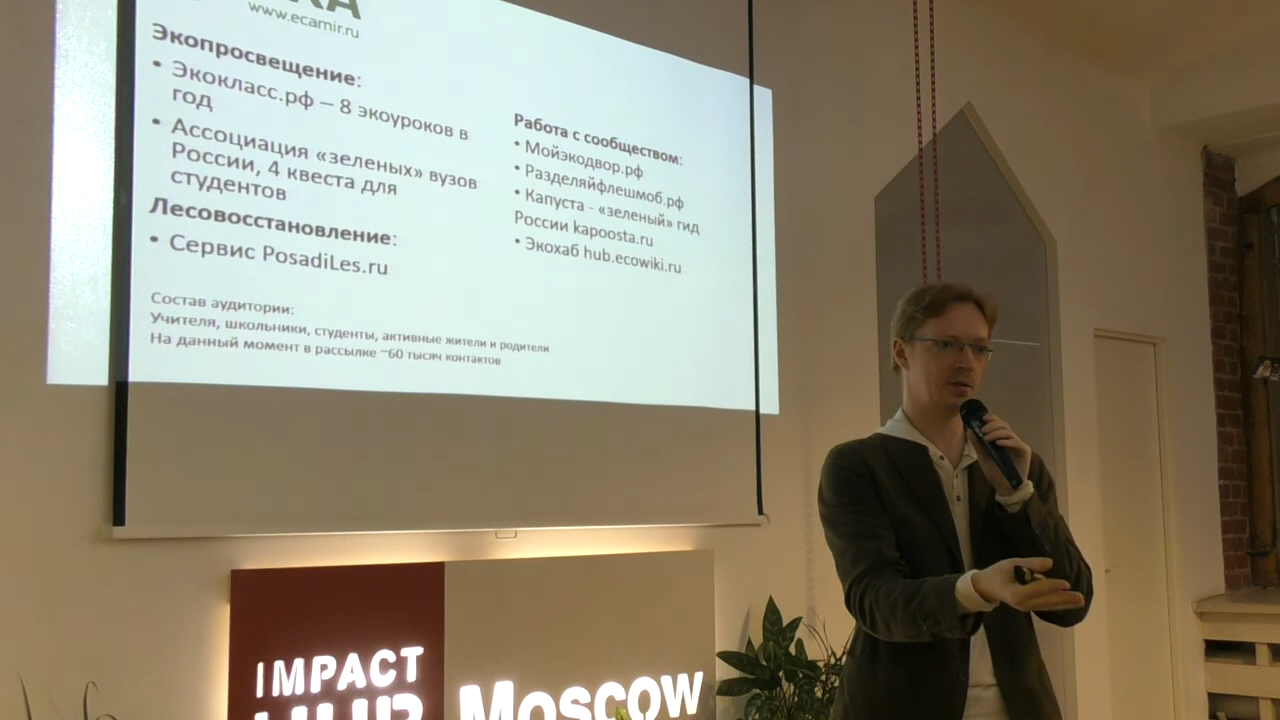 www.ecamir.ru
Экопросвещение:
• Экокласс.рф – 8 экоуроков в
год
• Ассоциация «зеленых» вузов
России, 4 квеста для
студентов
Лесовосстановление:
• Сервис PosadiLes.ru
Состав аудитории:
Учителя, школьники, студенты, активные жители и родители
На данный момент в рассылке ~60 тысяч контактов
Работа с сообществом:
• Мойэкодвор.рф
• Разделяйфлешмоб.рф
• Капуста - «зеленый» гид
России kapoosta.ru
• Экохаб hub.ecowiki.ru
IMPACT
HUB
Moscow